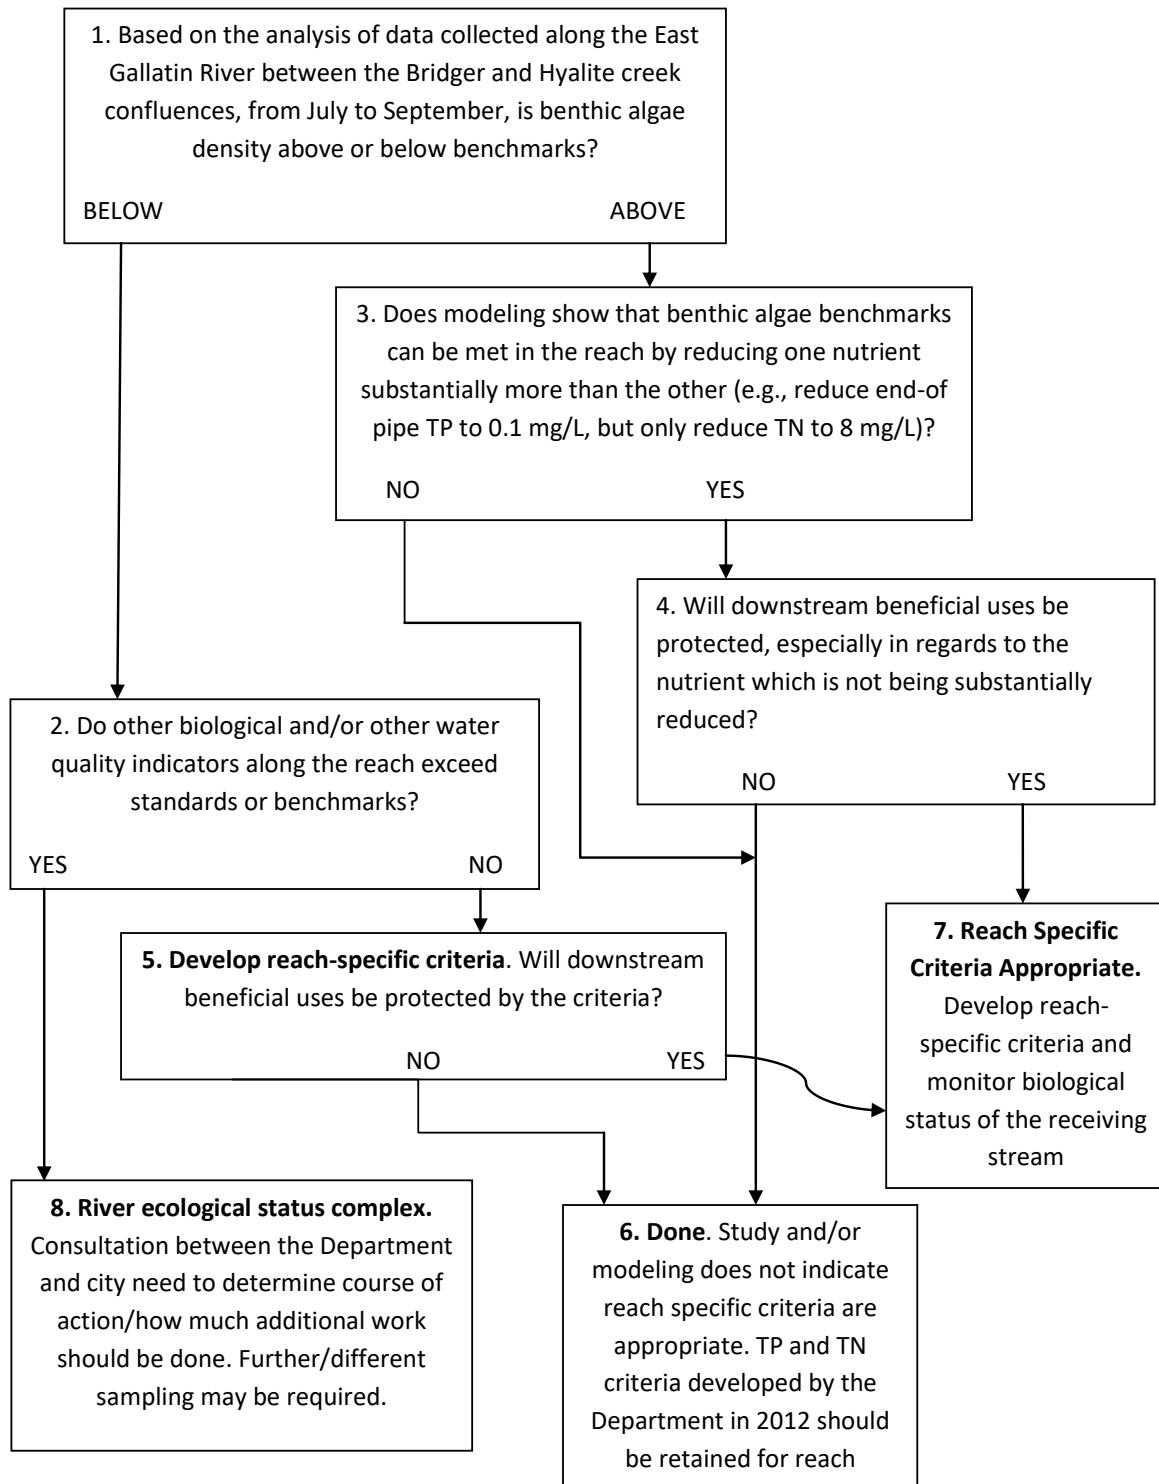 1. Based on the analysis of data collected along the East
Gallatin River between the Bridger and Hyalite creek
confluences, from July to September, is benthic algae
density above or below benchmarks?
BELOW
ABOVE
3. Does modeling show that benthic algae benchmarks
can be met in the reach by reducing one nutrient
substantially more than the other (e.g., reduce end-of
pipe TP to 0.1 mg/L, but only reduce TN to 8 mg/L)?
NO
YES
4. Will downstream beneficial uses be
protected, especially in regards to the
nutrient which is not being substantially
reduced?
NO
YES
2. Do other biological and/or other water
quality indicators along the reach exceed
standards or benchmarks?
YES
NO
5. Develop reach-specific criteria. Will downstream
beneficial uses be protected by the criteria?
NO
YES
7. Reach Specific
Criteria Appropriate.
Develop reach-
specific criteria and
monitor biological
status of the receiving
stream
8. River ecological status complex.
Consultation between the Department
and city need to determine course of
action/how much additional work
should be done. Further/different
sampling may be required.
6. Done. Study and/or
modeling does not indicate
reach specific criteria are
appropriate. TP and TN
criteria developed by the
Department in 2012 should
be retained for reach